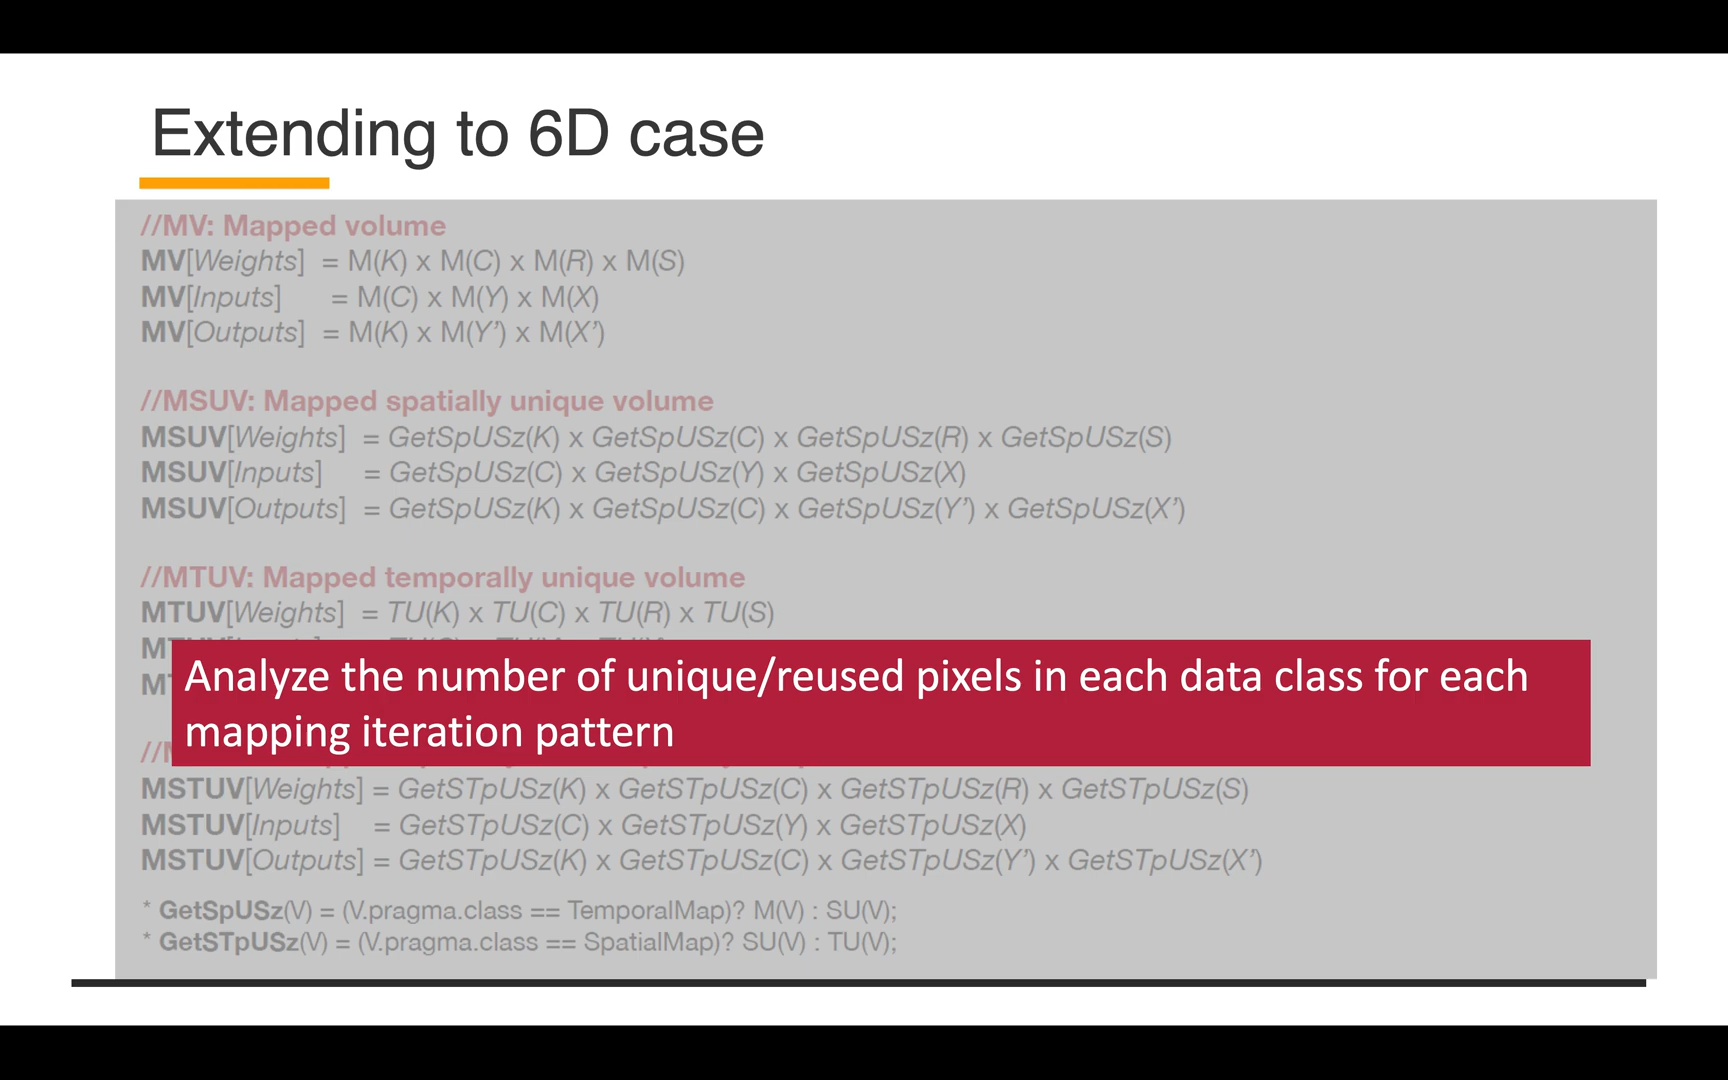 Extending to 6D case
//MV: Mapped volume
MV[Weights] = M(K) x M(C) x M(R) x M(S)
MV[Inputs] = M(C) x M(Y) x M(X)
MV[Outputs] = M(K) x M(Y’) x M(X’)
//MSUV: Mapped spatially unique volume
MSUV[Weights] = GetSpUSz(K) x GetSpUSz(C) x GetSpUSz(R) x GetSpUSz(S)
MSUV[Inputs] = GetSpUSz(C) x GetSpUSz(Y) x GetSpUSz(X)
MSUV[Outputs] = GetSpUSz(K) x GetSpUSz(C) x GetSpUSz(Y’) x GetSpUSz(X’)
//MTUV: Mapped temporally unique volume
MTUV[Weights] = TU(K) x TU(C) x TU(R) x TU(S)
Analyze the number of unique/reused pixels in each data class for each
mapping iteration pattern
MSTUV[Weights] = GetSTpUSz(K) x GetSTpUSz(C) x GetSTpUSz(R) x GetSTpUSz(S)
MSTUV[Inputs] = GetSTpUSz(C) x GetSTpUSz(Y) x GetSTpUSz(X)
MSTUV[Outputs] = GetSTpUSz(K) x GetSTpUSz(C) x GetSTpUSz(Y’) x GetSTpUSz(X’)
* GetSpUSz(V) = (V.pragma.class == TemporalMap)? M(V) : SU(V);
* GetSTpUSz(V) = (V.pragma.class == SpatialMap)? SU(V) : TU(V);